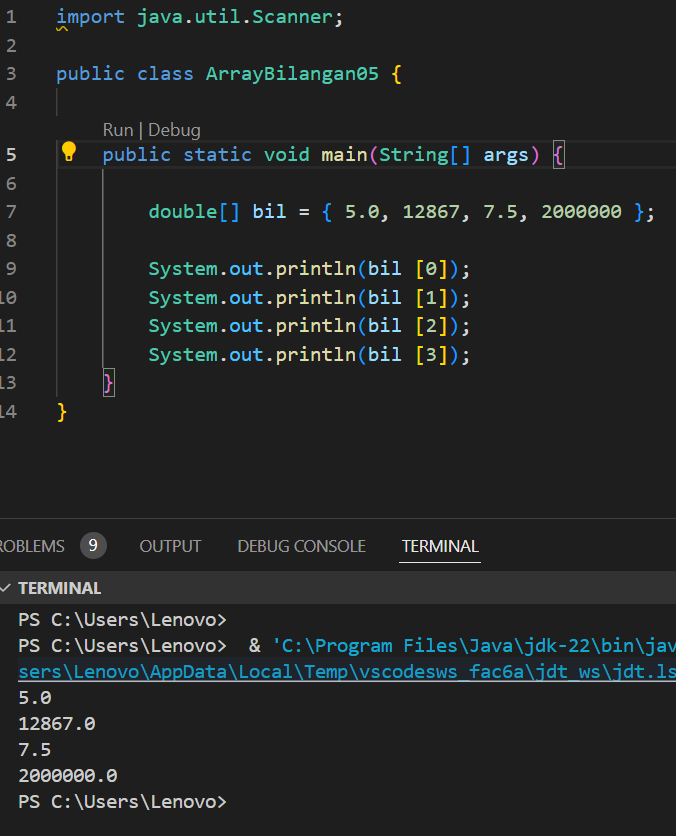 1 import java.util.Scanner;
2
3 public class ArrayBilangan05 {
4
Run | Debug
5 public static void main(String[] args) {
6
7 double[] bil = { 5.0, 12867, 7.5, 2000000 };
8
9 System.out.println(bil [0]);
10 System.out.println(bil [1]);
11 System.out.println(bil [2]);
12 System.out.println(bil [3]);
13 }
14 }
ROBLEMS 9 OUTPUT DEBUG CONSOLE TERMINAL
TERMINAL
PS C:\Users\Lenovo>
PS C:\Users\Lenovo> & 'C:\Program Files\Java\jdk-22\bin\jav
sers\Lenovo\AppData\Local\Temp\vscodesws_fac6a\jdt_ws\jdt.ls
5.0
12867.0
7.5
2000000.0
PS C:\Users\Lenovo>